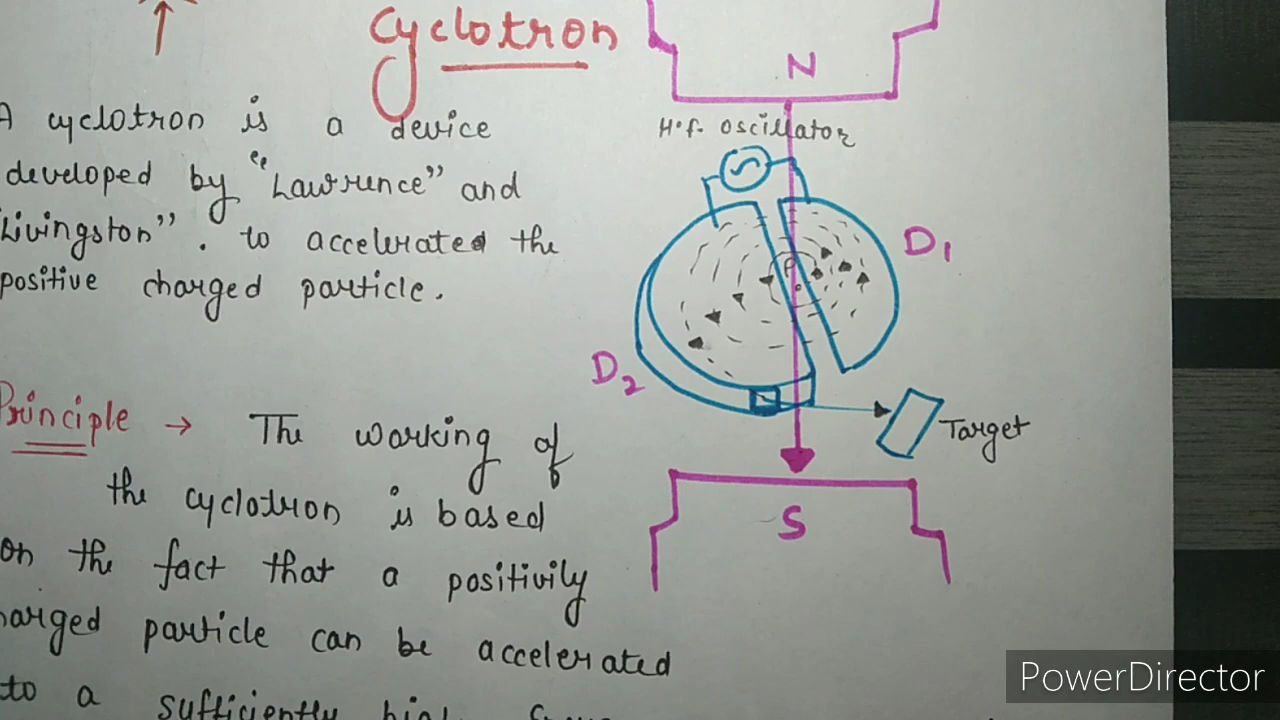 Cyclotron
A cyclotron is a device
developed by "Lawrence" and
"Livingston". to accelerated the
positive charged particle.
Principle → The working of
the cyclotron is based
on the fact that a positivily
harged particle can be accelerated
to a sufficiently
N
H.f. oscillator
D1
P
D2
Target
S
PowerDirector